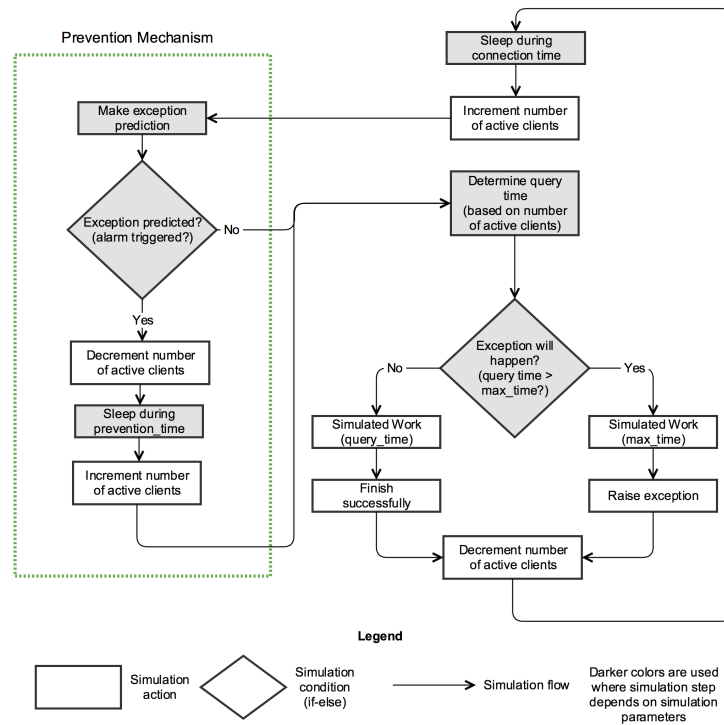 Prevention Mechanism
Sleep during
connection time
Make exception
prediction
Increment number
of active clients
Exception predicted?
(alarm triggered?)
No
Determine query
time
(based on number
of active clients)
Yes
Decrement number
of active clients
Sleep during
prevention_time
Increment number
of active clients
Exception will
happen?
(query time >
max_time?)
No
Yes
Simulated Work
(query_time)
Simulated Work
(max_time)
Finish
successfully
Raise exception
Decrement number
of active clients
Legend
Simulation
action
Simulation
condition
(if-else)
Simulation flow
Darker colors are used
where simulation step
depends on simulation
parameters